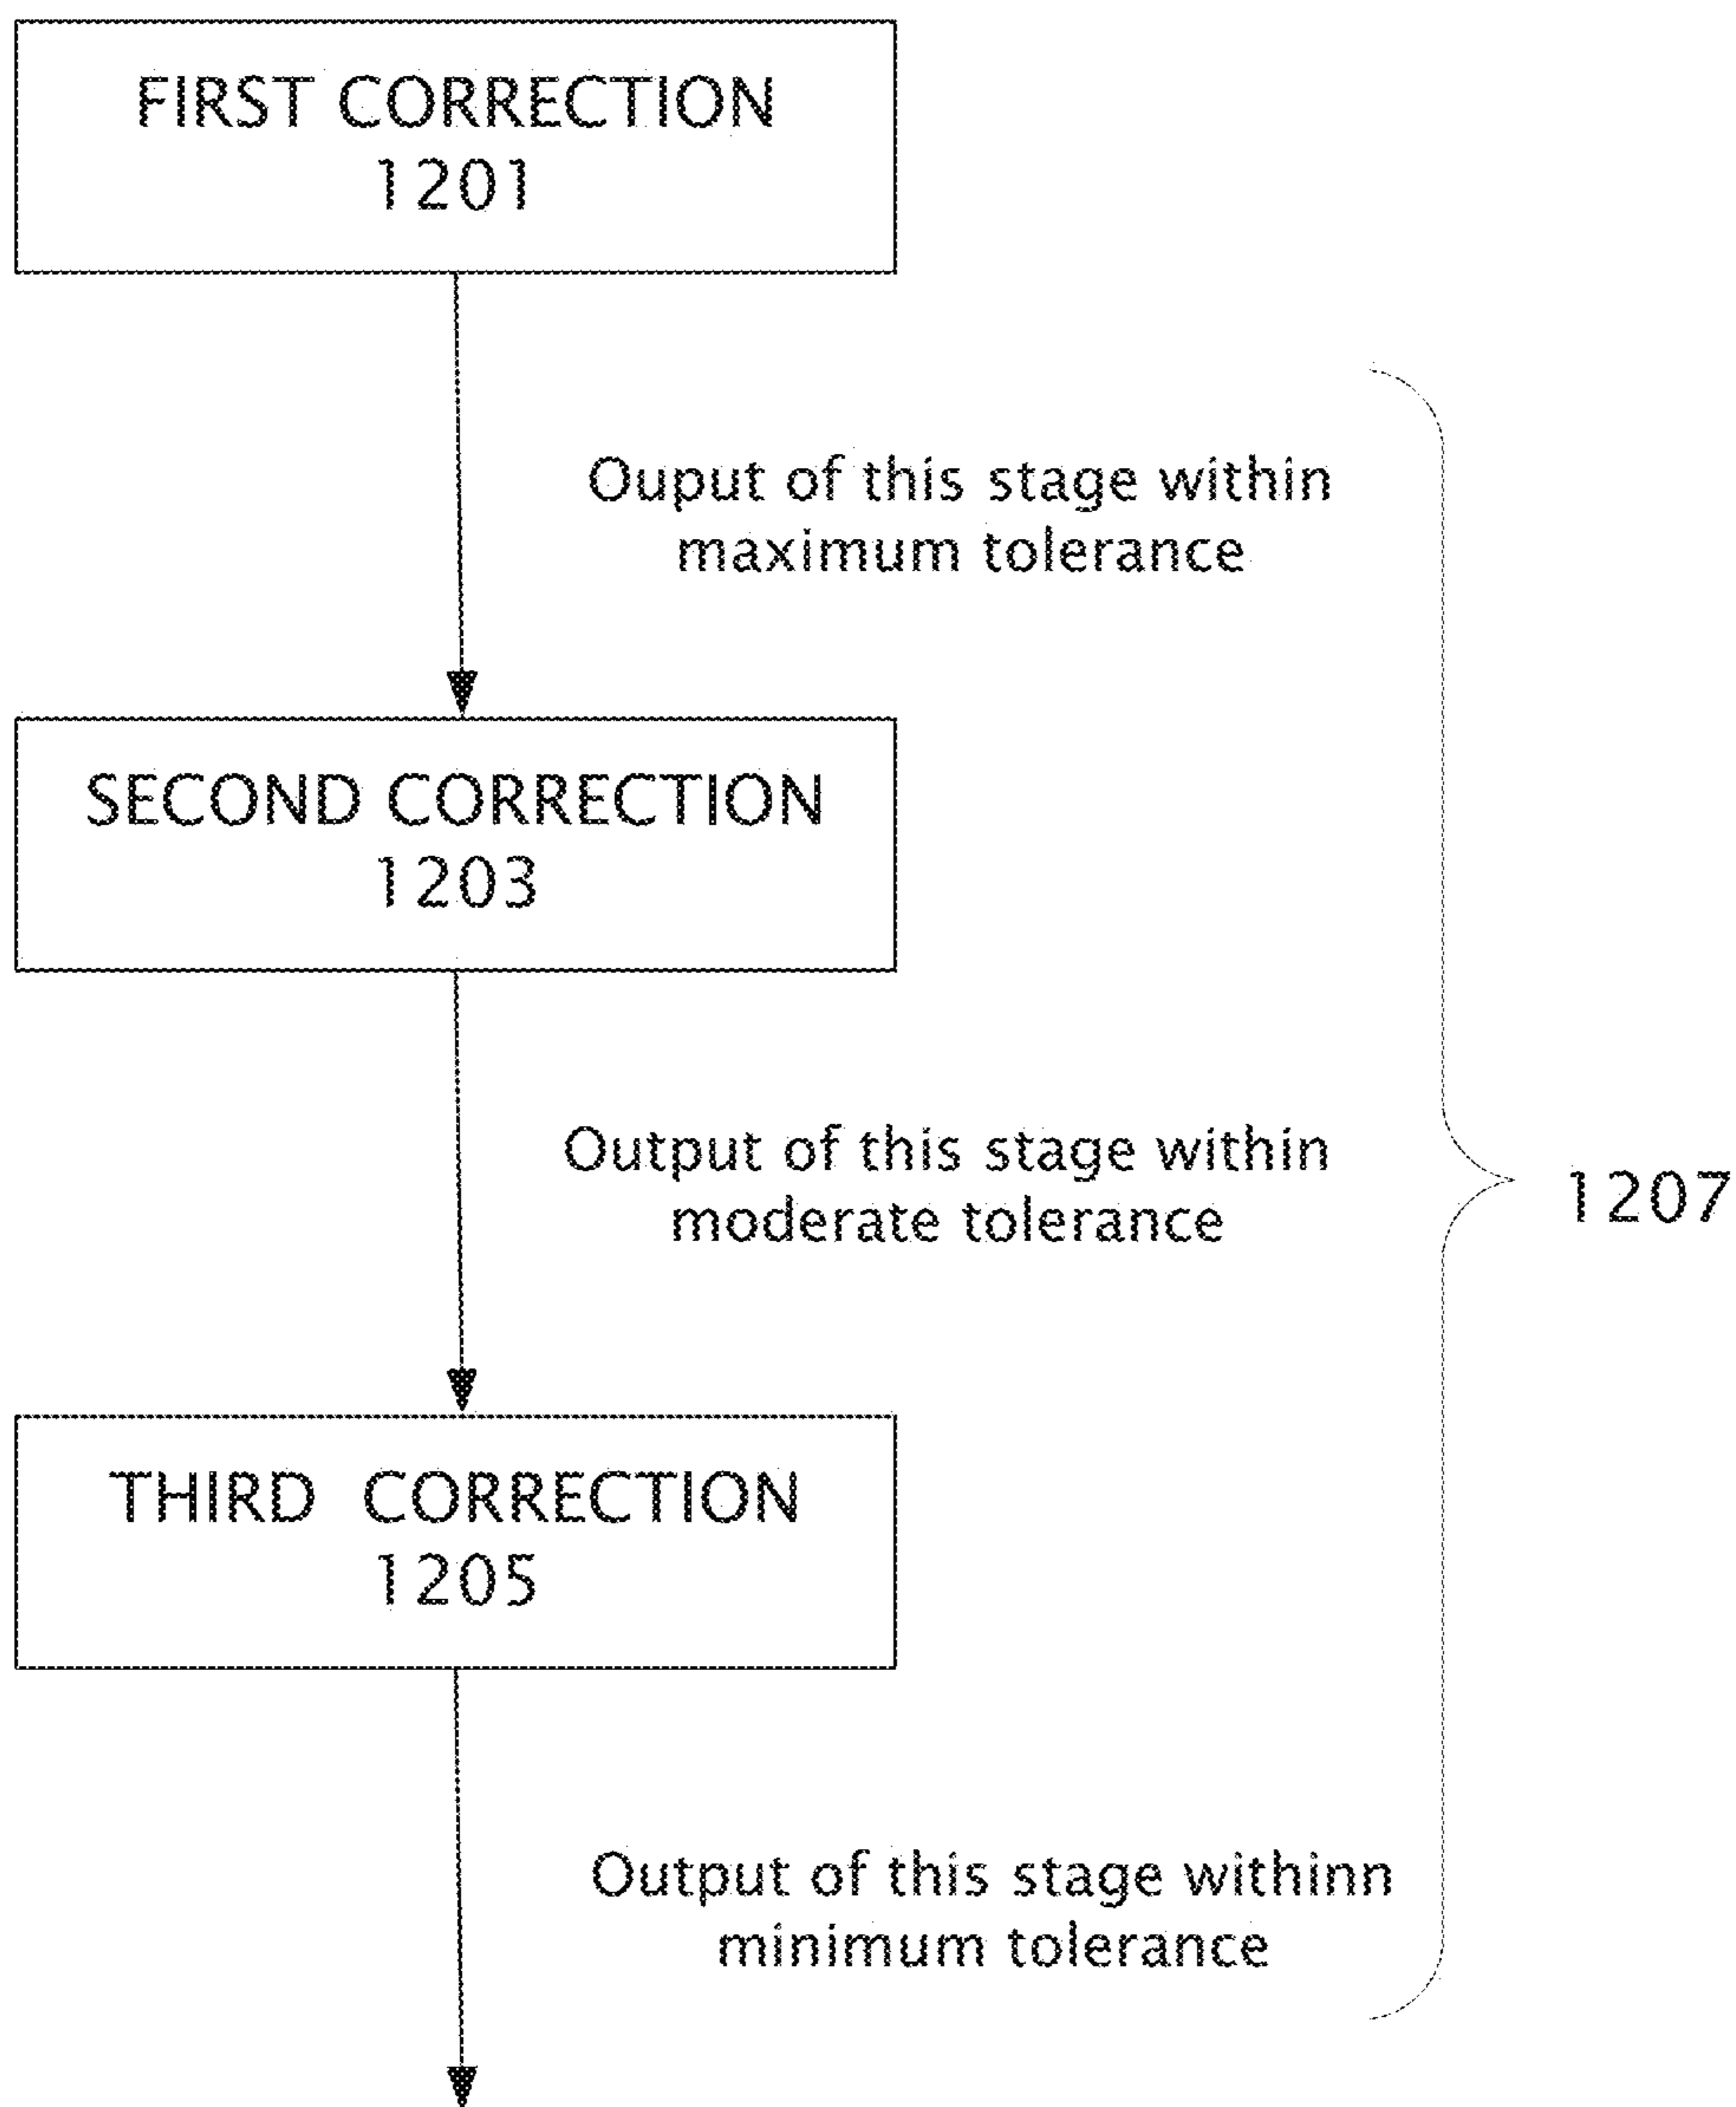 FIRST CORRECTION
1201
Ouput of this stage within
maximum tolerance
SECOND CORRECTION
1203
Output of this stage within
moderate tolerance
1207
THIRD CORRECTION
1205
Output of this stage withinn
minimum tolerance